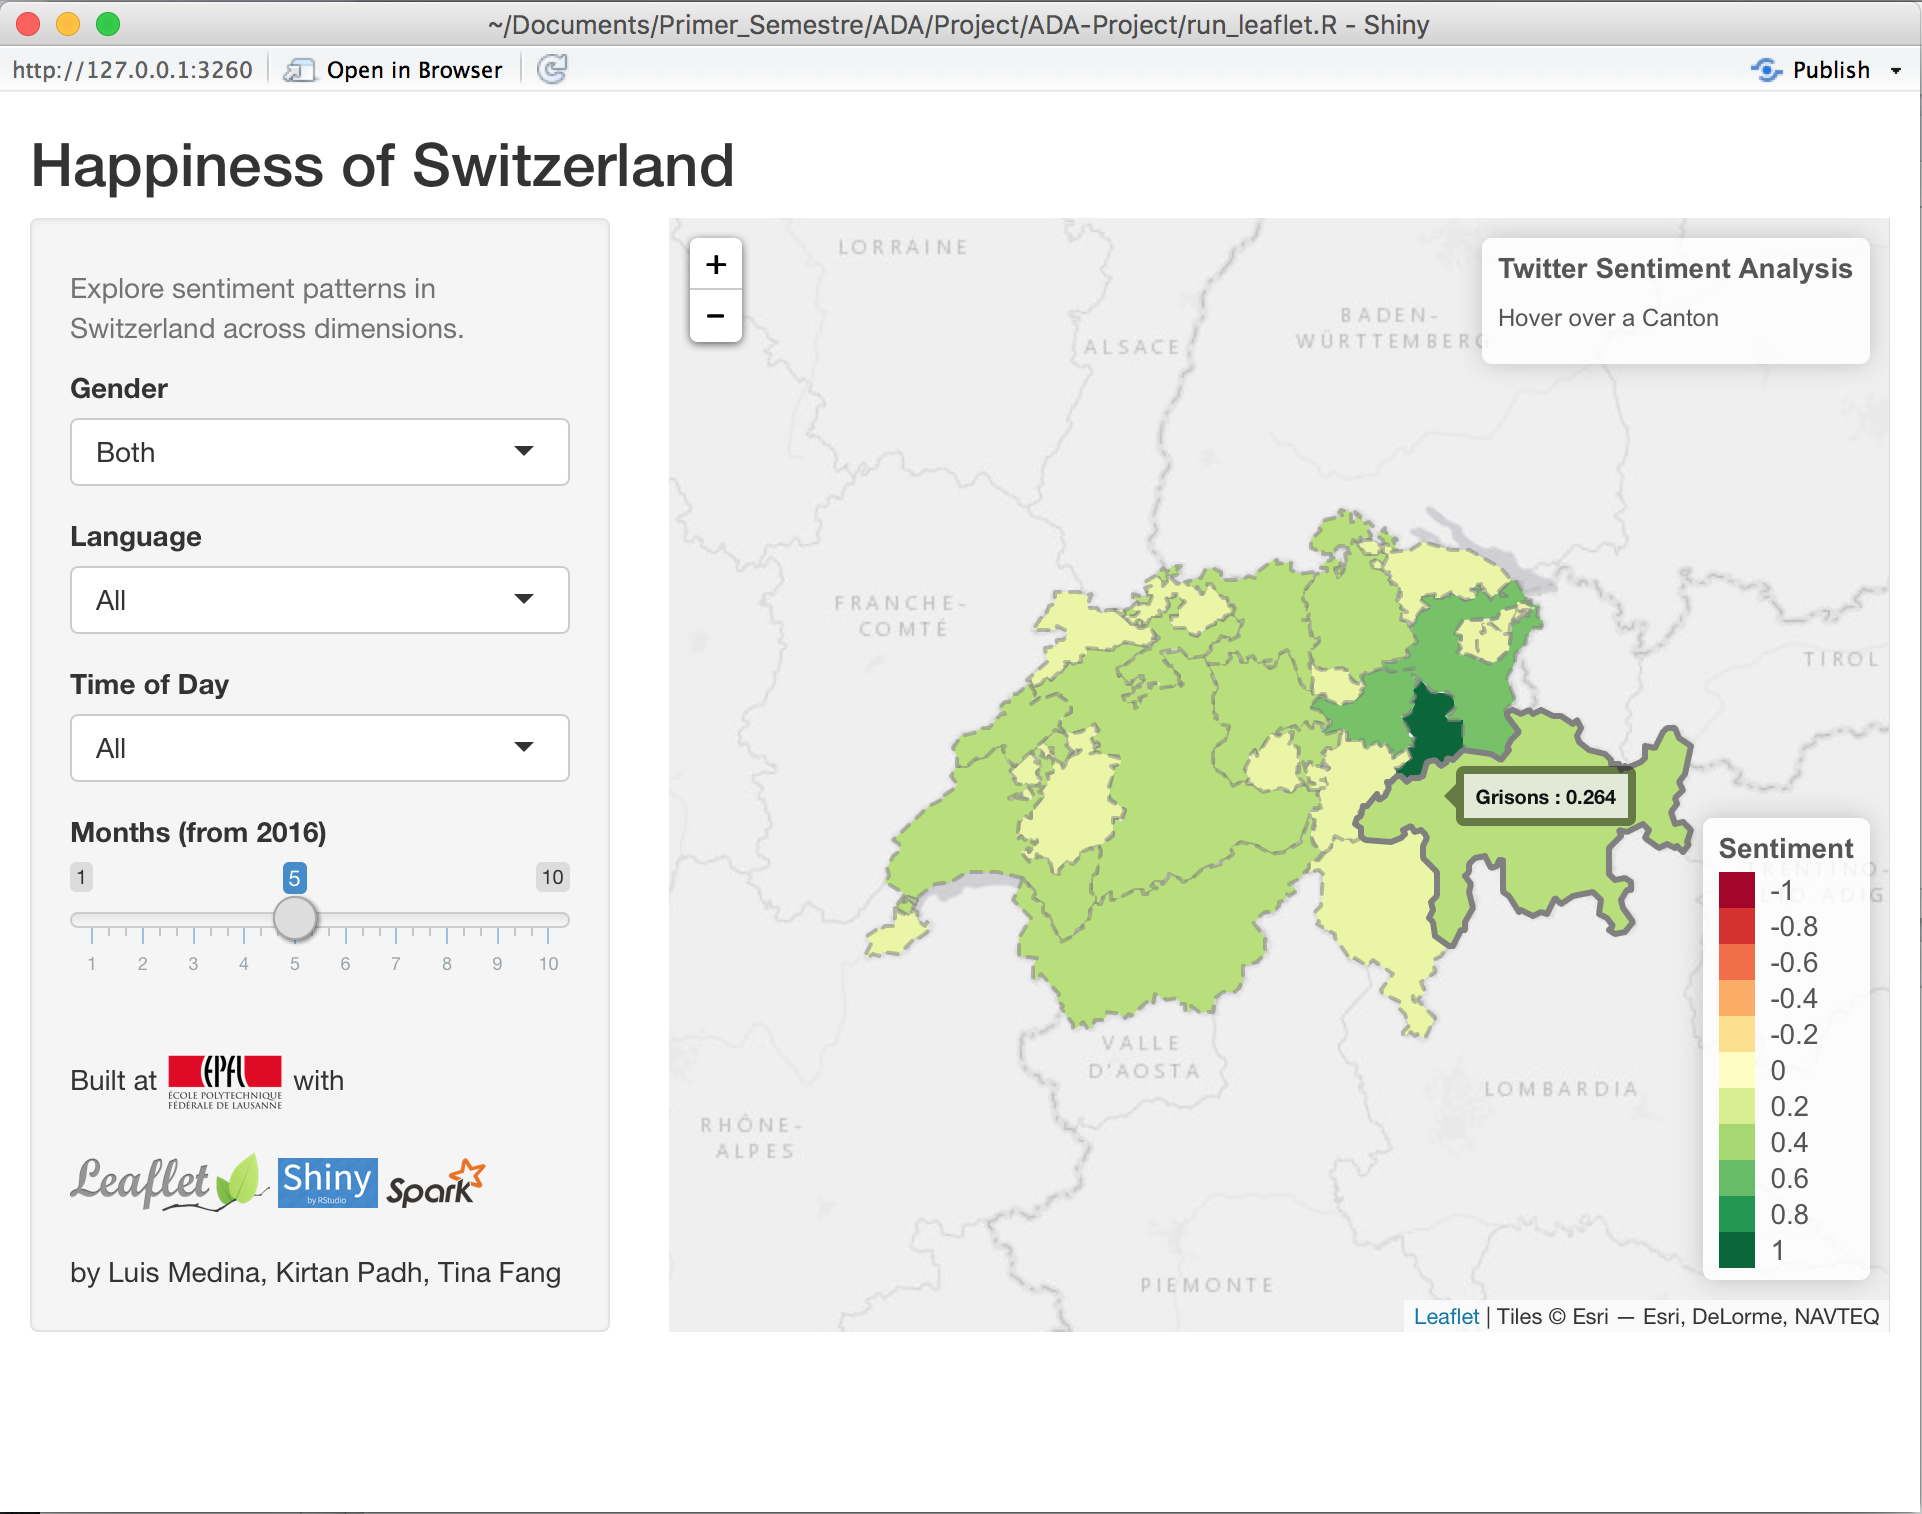 ~/Documents/Primer_Semestre/ADA/Project/ADA-Project/run_leaflet.R - Shiny
http://127.0.0.1:3260
Open in Browser
Publish
Happiness of Switzerland
Explore sentiment patterns in
Switzerland across dimensions.
Gender
Both
Language
All
Time of Day
All
Months (from 2016)
1 5 10
1 2 3 4 5 6 7 8 9 10
Built at
EPFL
ÉCOLE POLYTECHNIQUE
FÉDÉRALE DE LAUSANNE
with
Leaflet
Shiny
by RStudio
Spark
by Luis Medina, Kirtan Padh, Tina Fang
+
−
LORRAINE
ALSACE
BADEN-
WÜRTTEMBERG
Twitter Sentiment Analysis
Hover over a Canton
FRANCHE-
COMTÉ
TIROL
Grisons : 0.264
VALLE
D'AOSTA
LOMBARDIA
RHÔNE-
ALPES
PIEMONTE
Sentiment
-1
-0.8
-0.6
-0.4
-0.2
0
0.2
0.4
0.6
0.8
1
Leaflet | Tiles © Esri — Esri, DeLorme, NAVTEQ